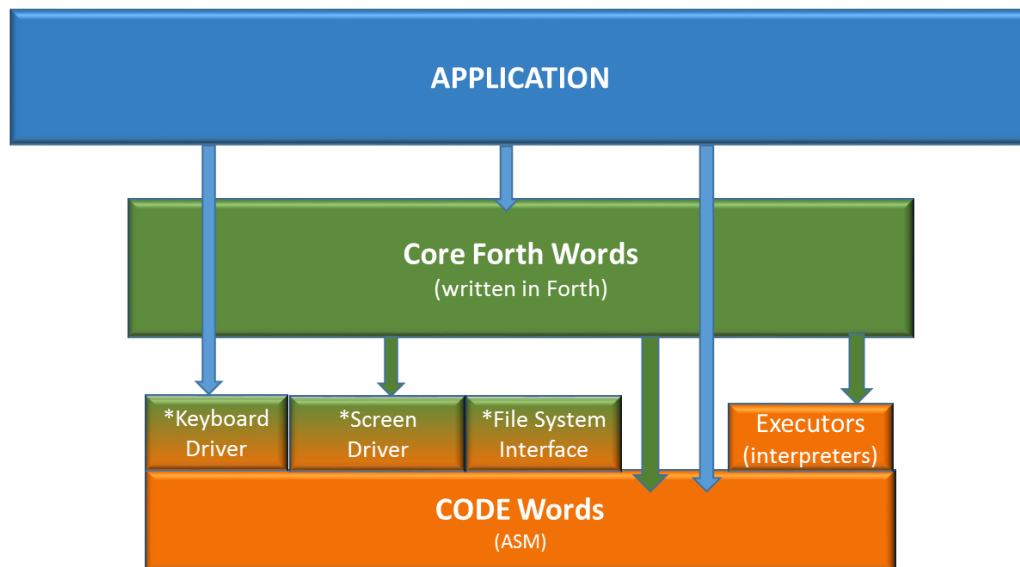 APPLICATION
Core Forth Words
(written in Forth)
*Keyboard
Driver
*Screen
Driver
*File System
Interface
Executors
(interpreters)
CODE Words
(ASM)